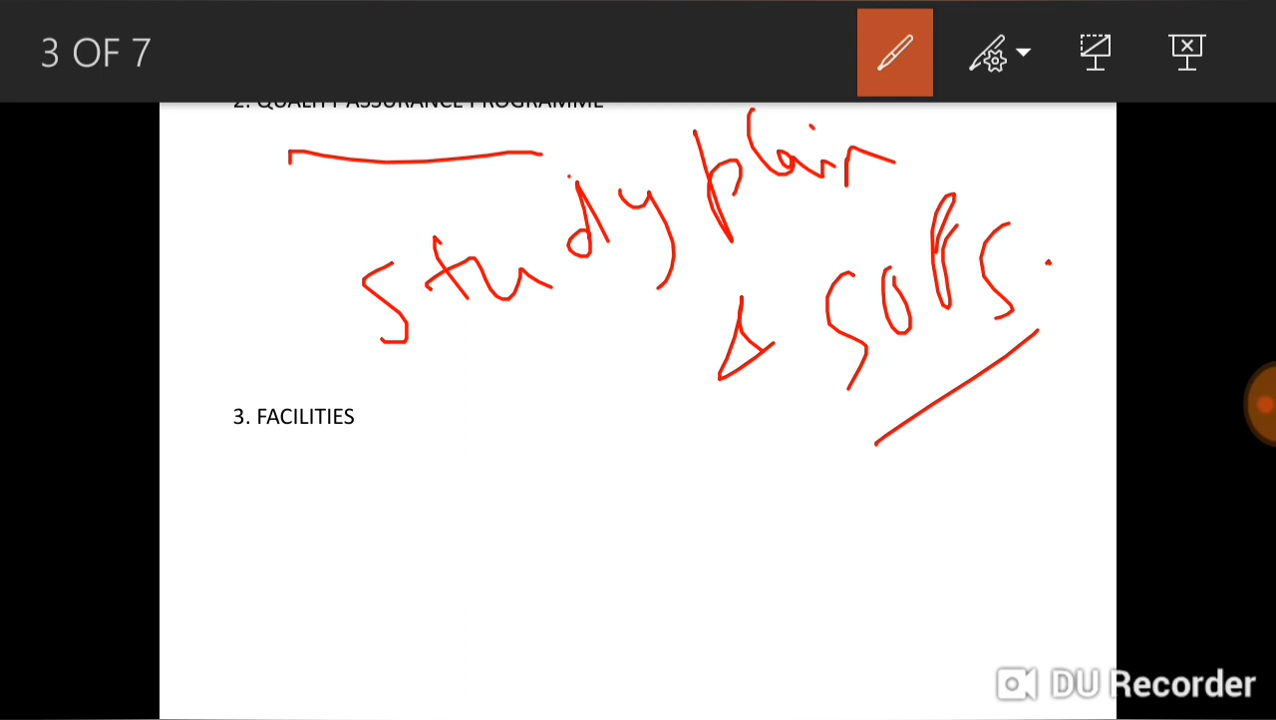 3 OF 7
2. QUALITY ASSURANCE PROGRAMME
study plan
& SOPS.
3. FACILITIES
DU Recorder